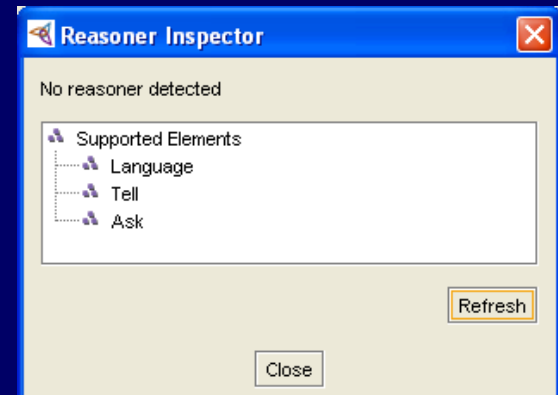 Reasoner Inspector
No reasoner detected
Supported Elements
Language
Tell
Ask
Refresh
Close